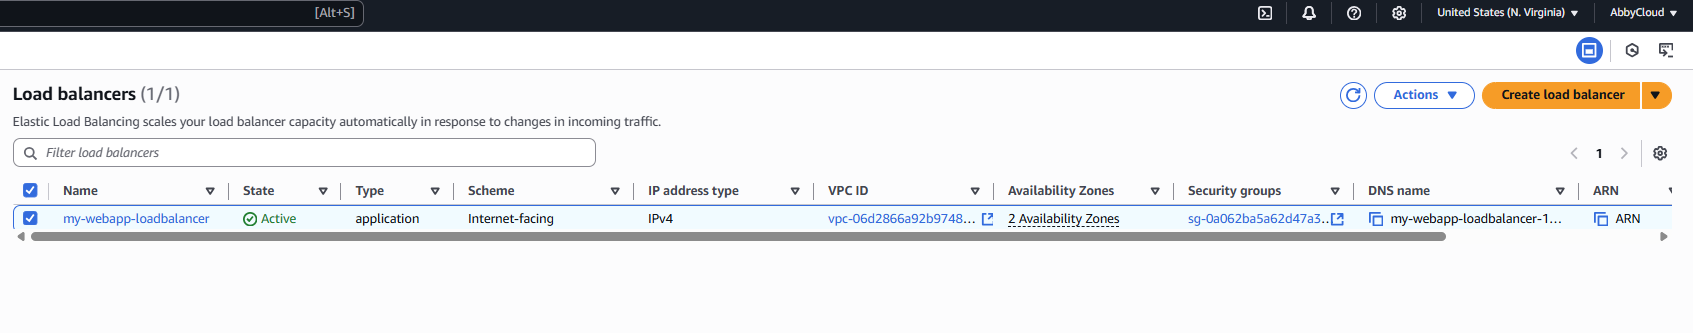 [Alt+S]
United States (N. Virginia)
AbbyCloud
Load balancers (1/1)
Actions
Create load balancer
Elastic Load Balancing scales your load balancer capacity automatically in response to changes in incoming traffic.
Filter load balancers
1
Name State Type Scheme IP address type VPC ID Availability Zones Security groups DNS name ARN
my-webapp-loadbalancer Active application Internet-facing IPv4 vpc-06d2866a92b9748... 2 Availability Zones sg-0a062ba5a62d47a3... my-webapp-loadbalancer-1... ARN